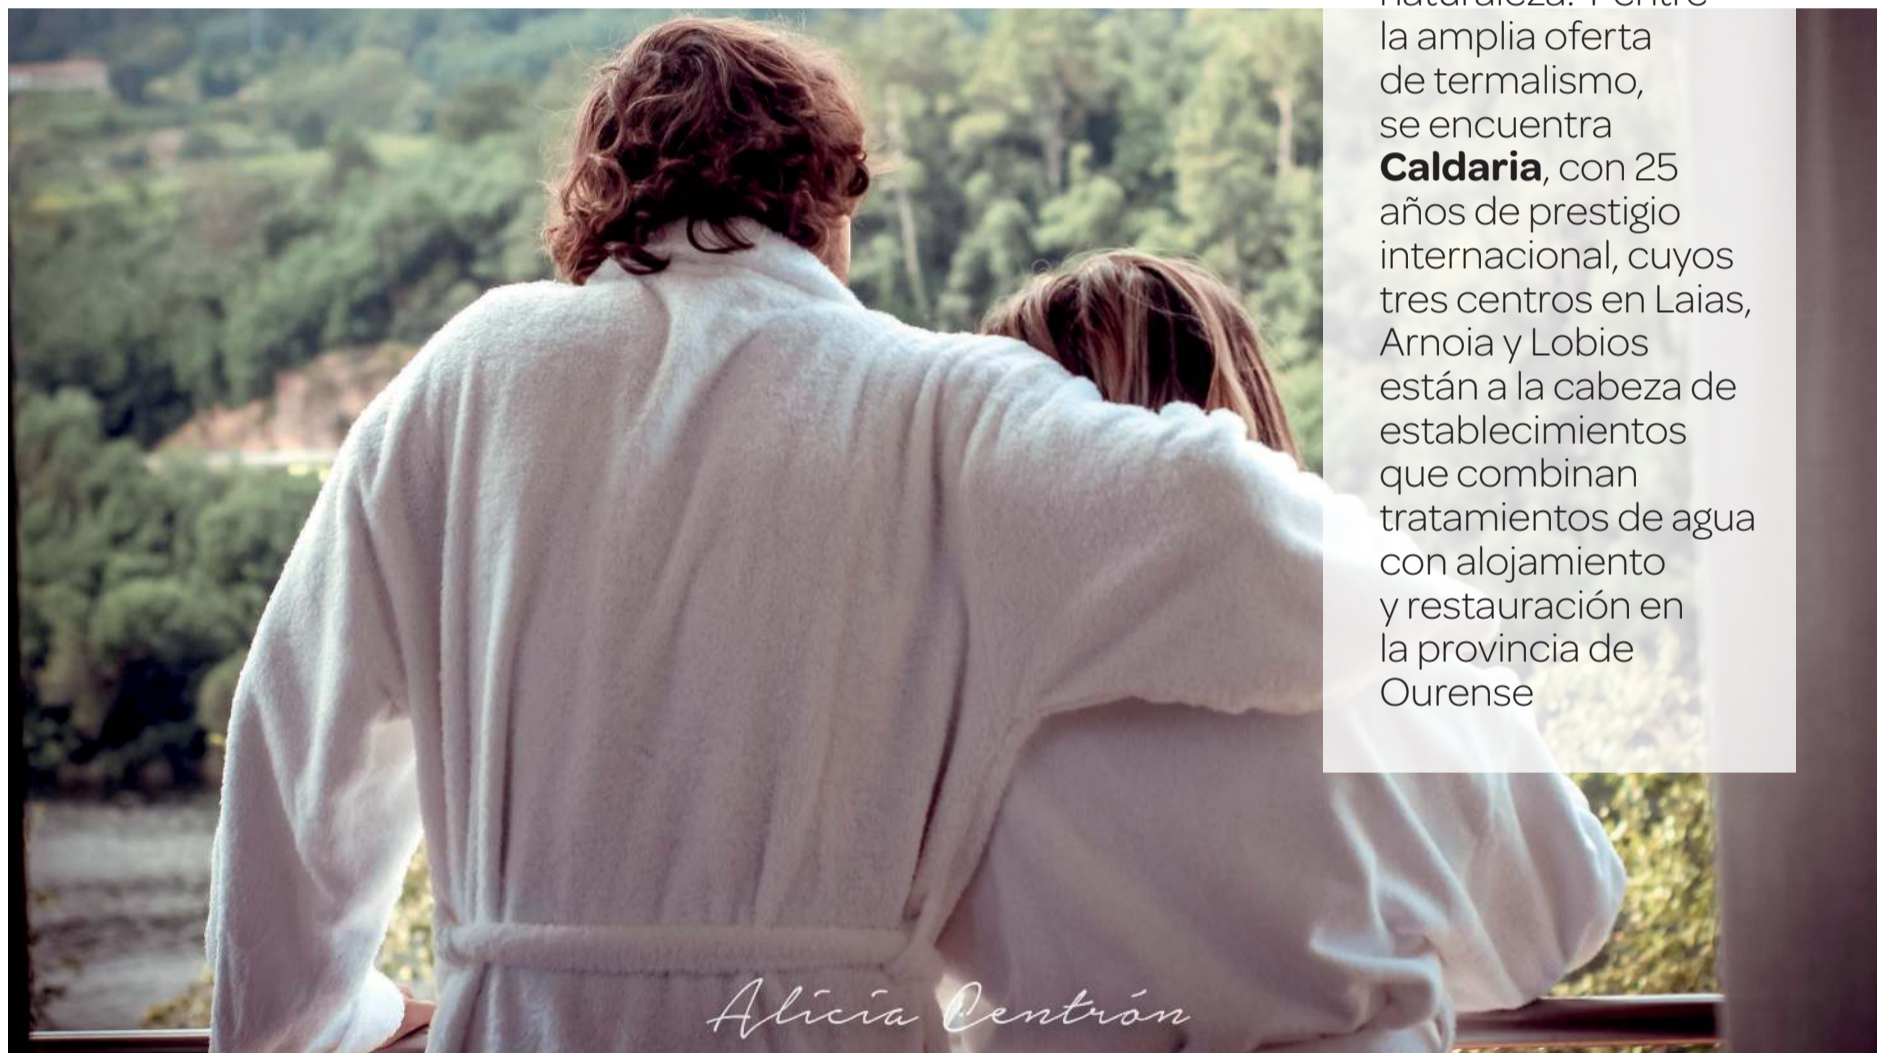 la amplia oferta
de termalismo,
se encuentra
Caldaria, con 25
años de prestigio
internacional, cuyos
tres centros en Laias,
Arnoia y Lobios
están a la cabeza de
establecimientos
que combinan
tratamientos de agua
con alojamiento
y restauración en
la provincia de
Ourense
Alicia Centrón